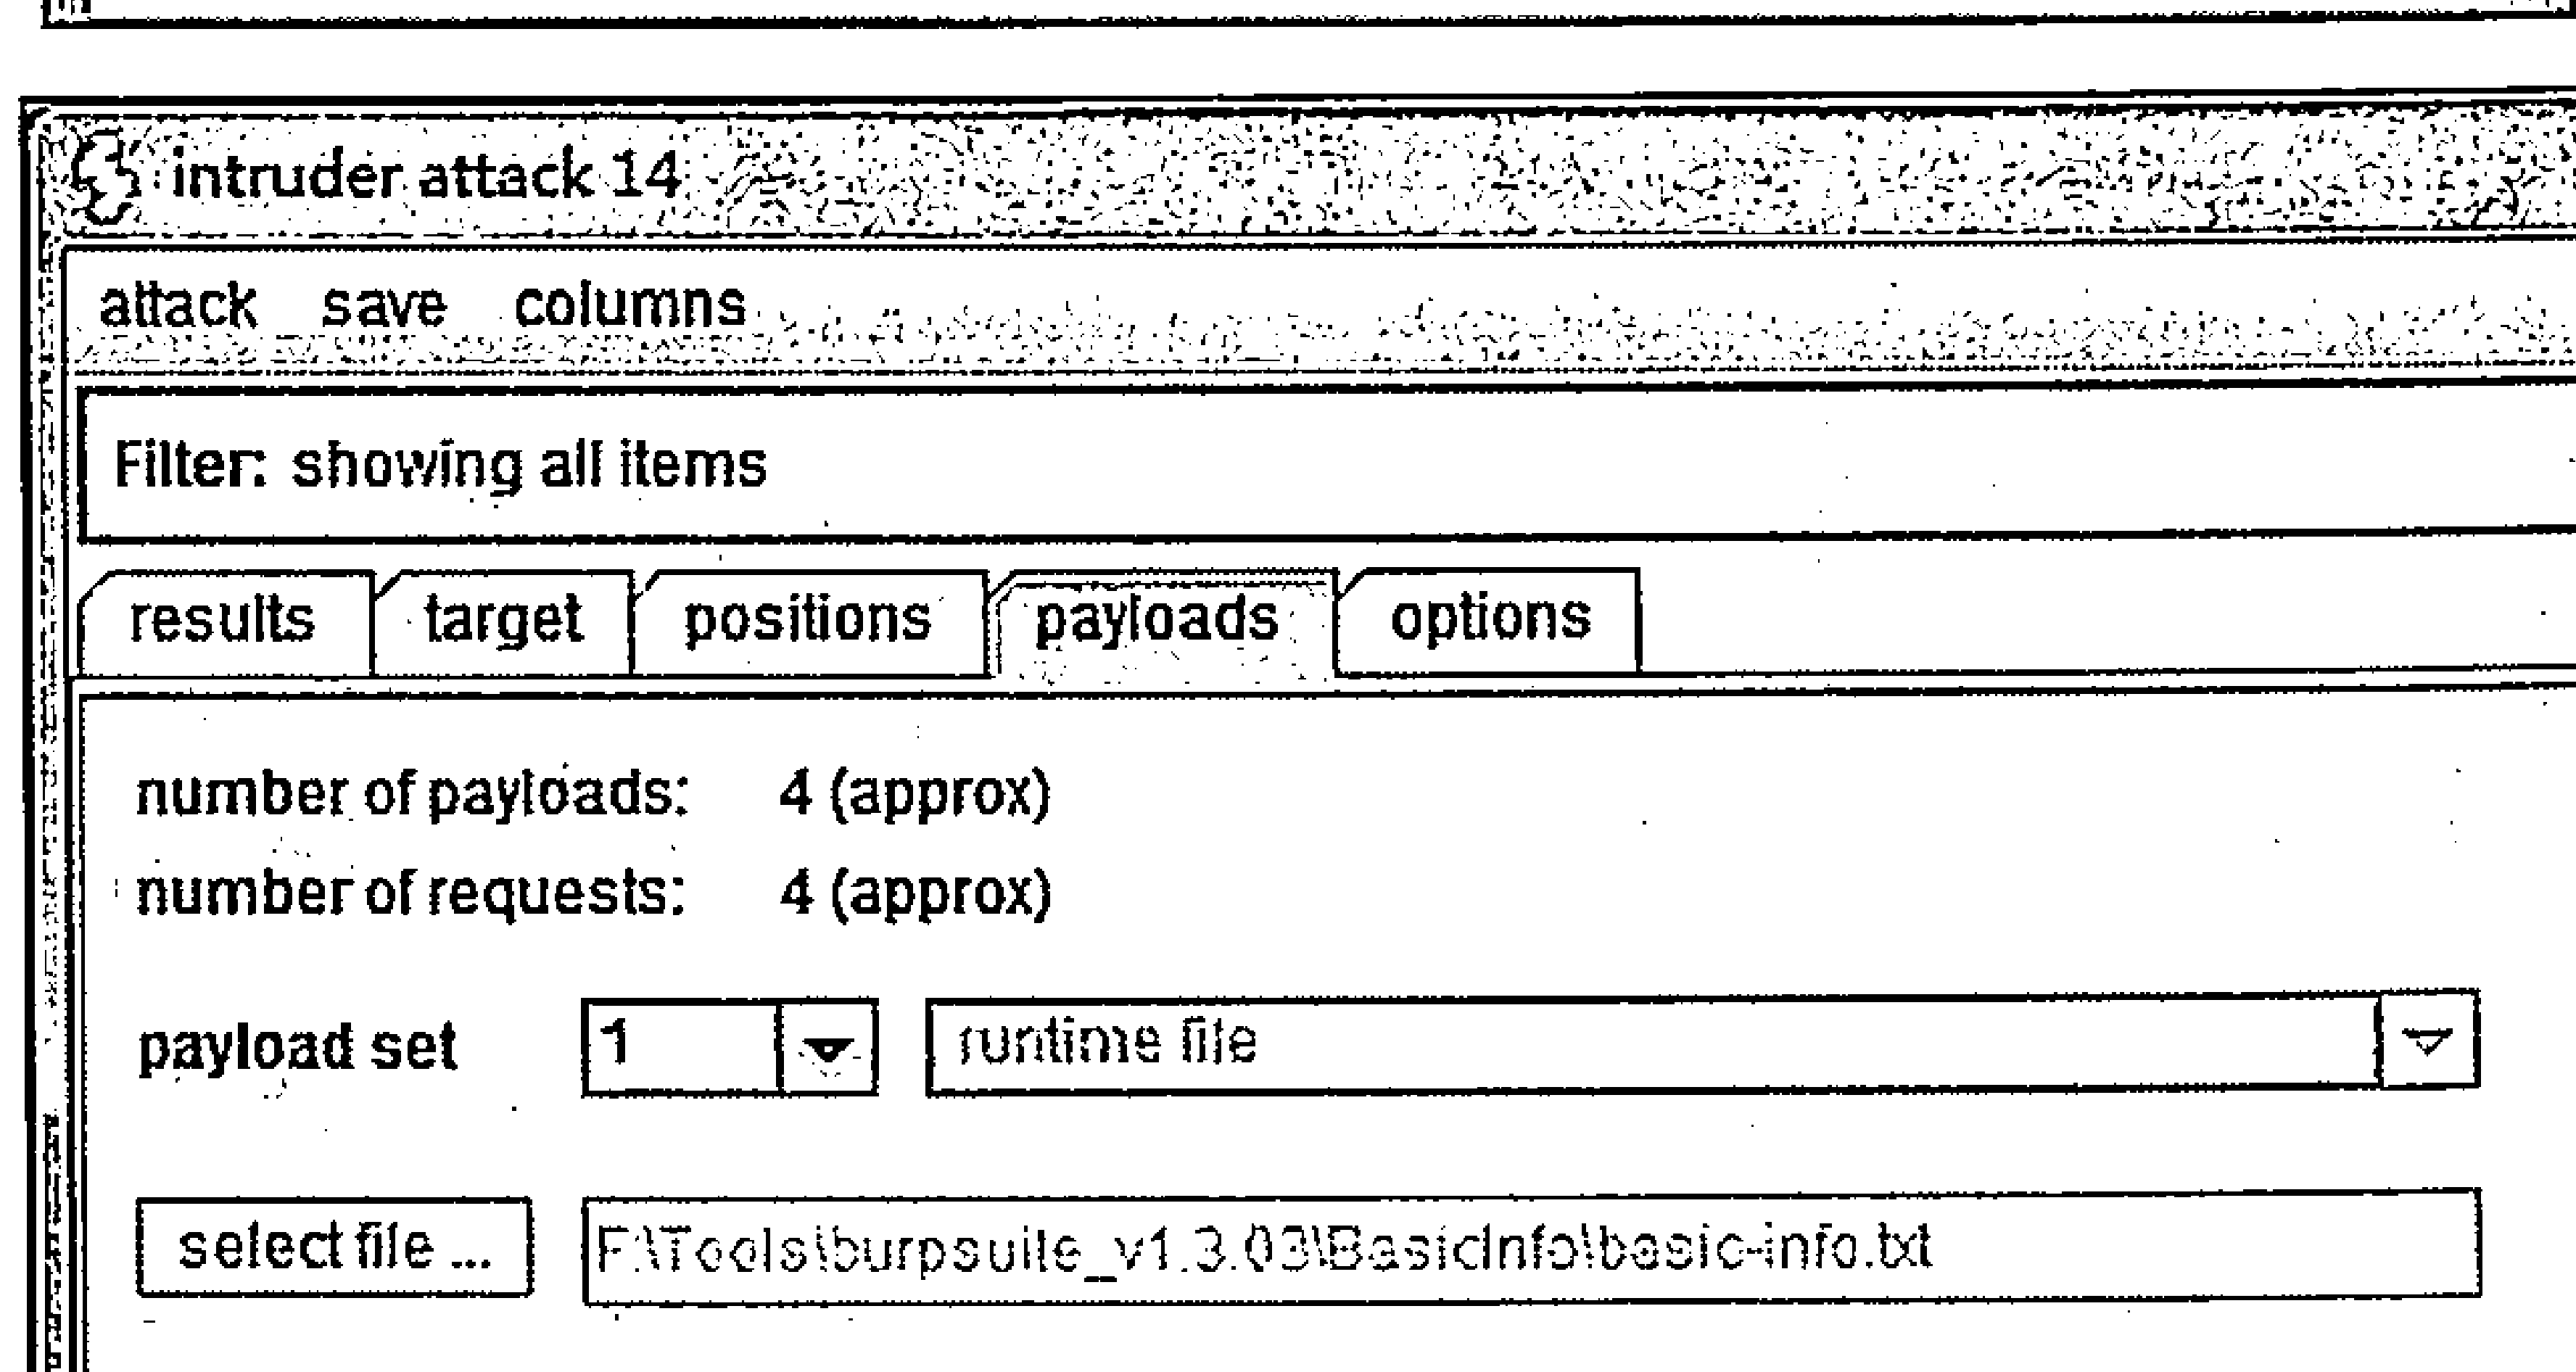 intruder attack 14
attack save columns
Filter: showing all items
results target positions payloads options
number of payloads: 4 (approx)
number of requests: 4 (approx)
payload set 1 runtime file
select file ... F:\Tools\burpsuite_v1.3.03\BasicInfo\basic-info.txt